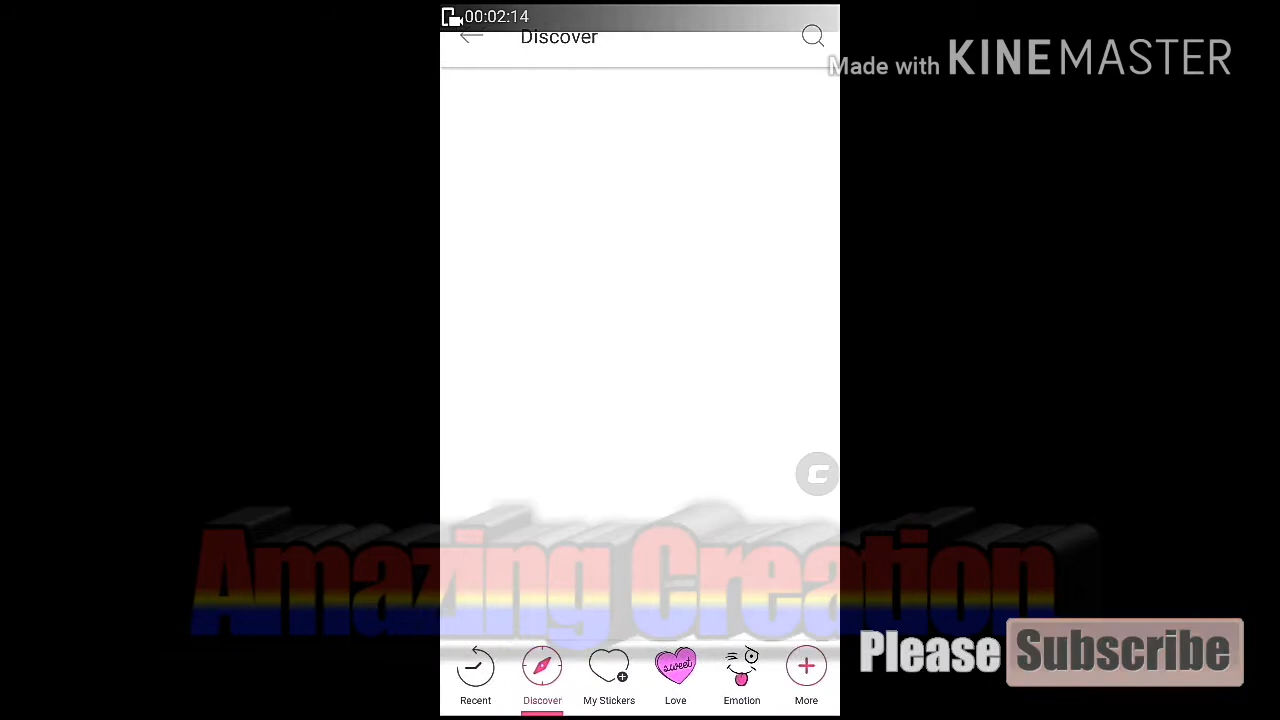 00:02:14
Discover
Made with KINEMASTER
Amazing Creation
sweet
Please Subscribe
Recent
Discover
My Stickers
Love
Emotion
More